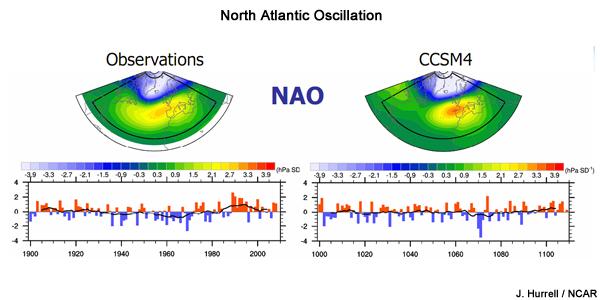 North Atlantic Oscillation
Observations
CCSM4
NAO
-3.9 -3.3 -2.7 -2.1 -1.5 -0.9 -0.3 0.3 0.9 1.5 2.1 2.7 3.3 3.9 (hPa SD
-3.9 -3.3 -2.7 -2.1 -1.5 -0.9 -0.3 0.3 0.9 1.5 2.1 2.7 3.3 3.9 (hPa SD⁻¹)
4
2
0
-2
-4
1900 1920 1940 1960 1980 2000
4
2
0
-2
-4
1000 1020 1040 1060 1080 1100
J. Hurrell / NCAR